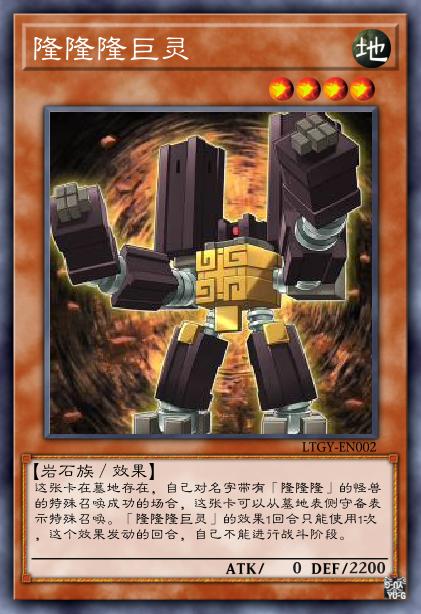 隆隆隆巨灵
地
LTGY-EN002
【岩石族/效果】
这张卡在墓地存在，自己对名字带有「隆隆隆」的怪兽
的特殊召唤成功的场合，这张卡可以从墓地表侧守备表
示特殊召唤。「隆隆隆巨灵」的效果1回合只能使用1次
，这个效果发动的回合，自己不能进行战斗阶段。
ATK/ 0 DEF/2200